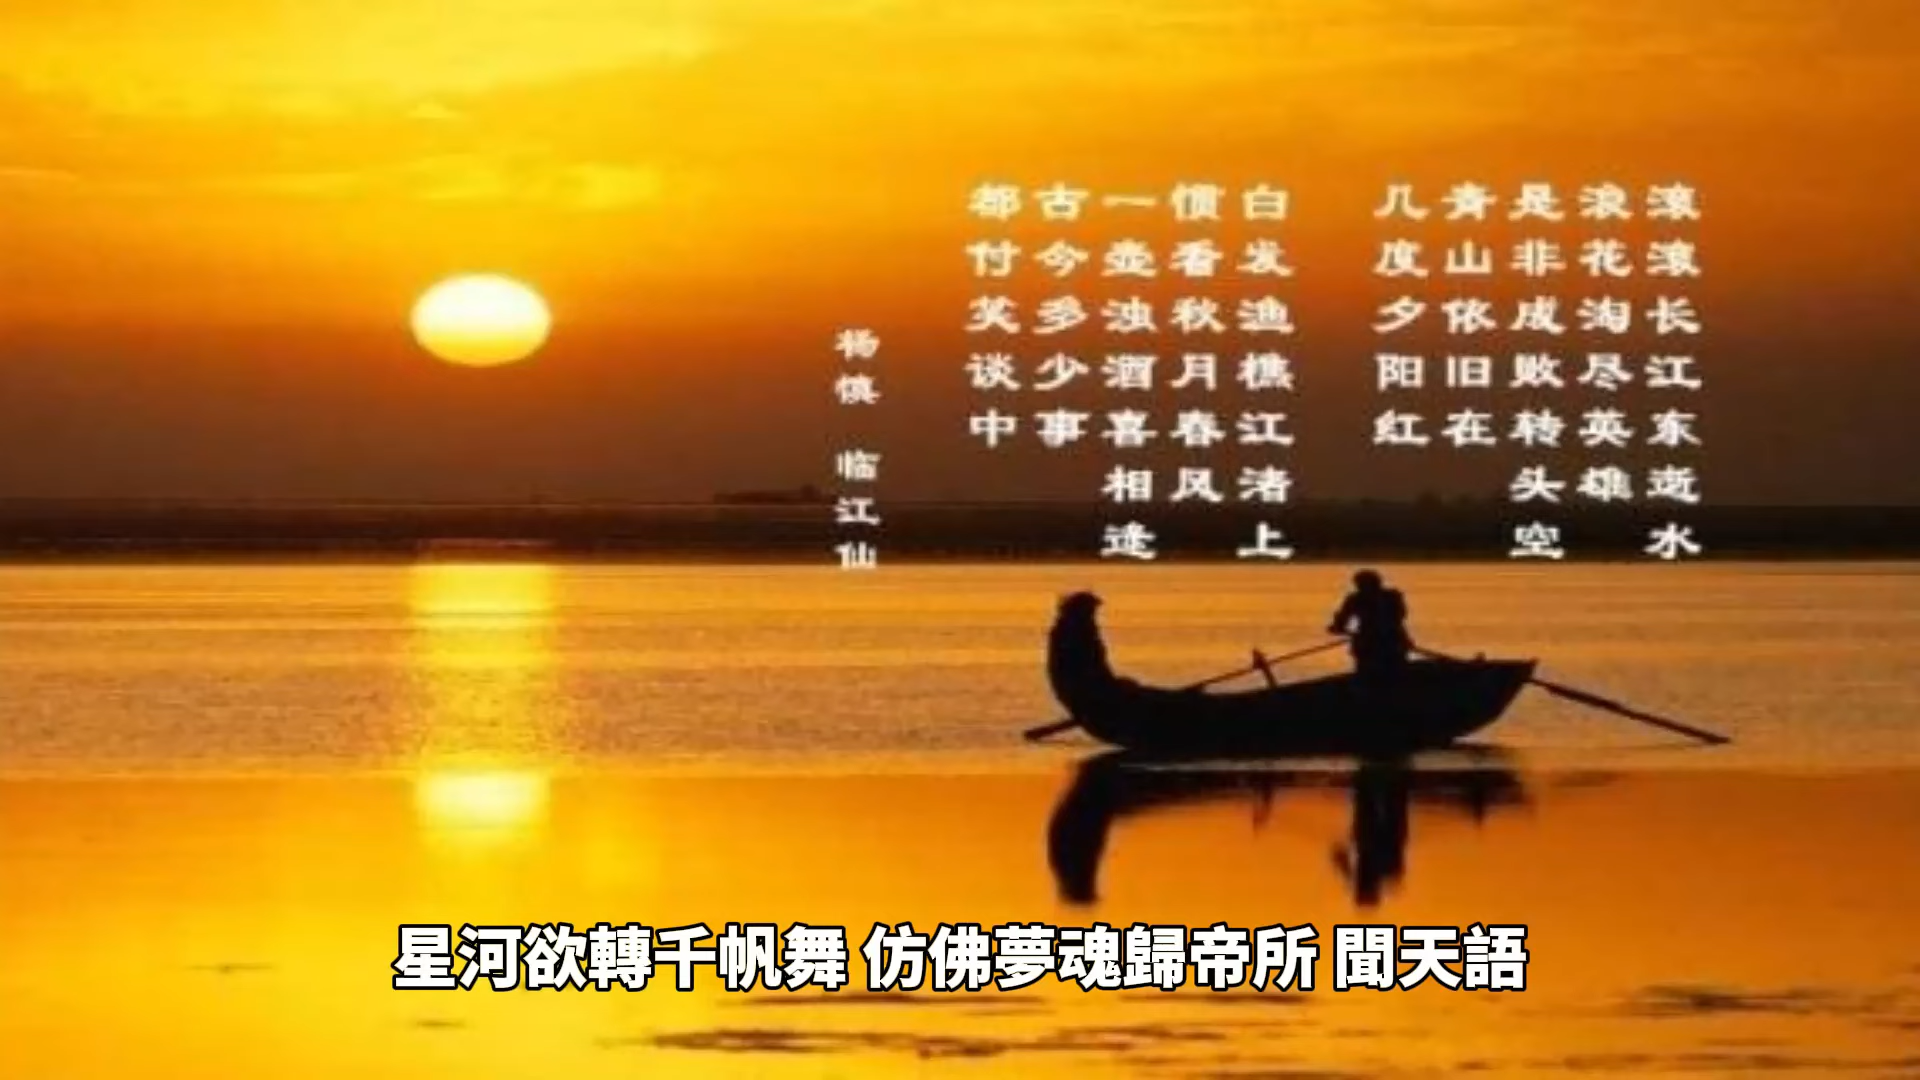 滚滚长江东逝水
浪花淘尽英雄
是非成败转头空
青山依旧在
几度夕阳红
白发渔樵江渚上
惯看秋月春风
一壶浊酒喜相逢
古今多少事
都付笑谈中
杨慎 临江仙
星河欲轉千帆舞 仿佛夢魂歸帝所 聞天語